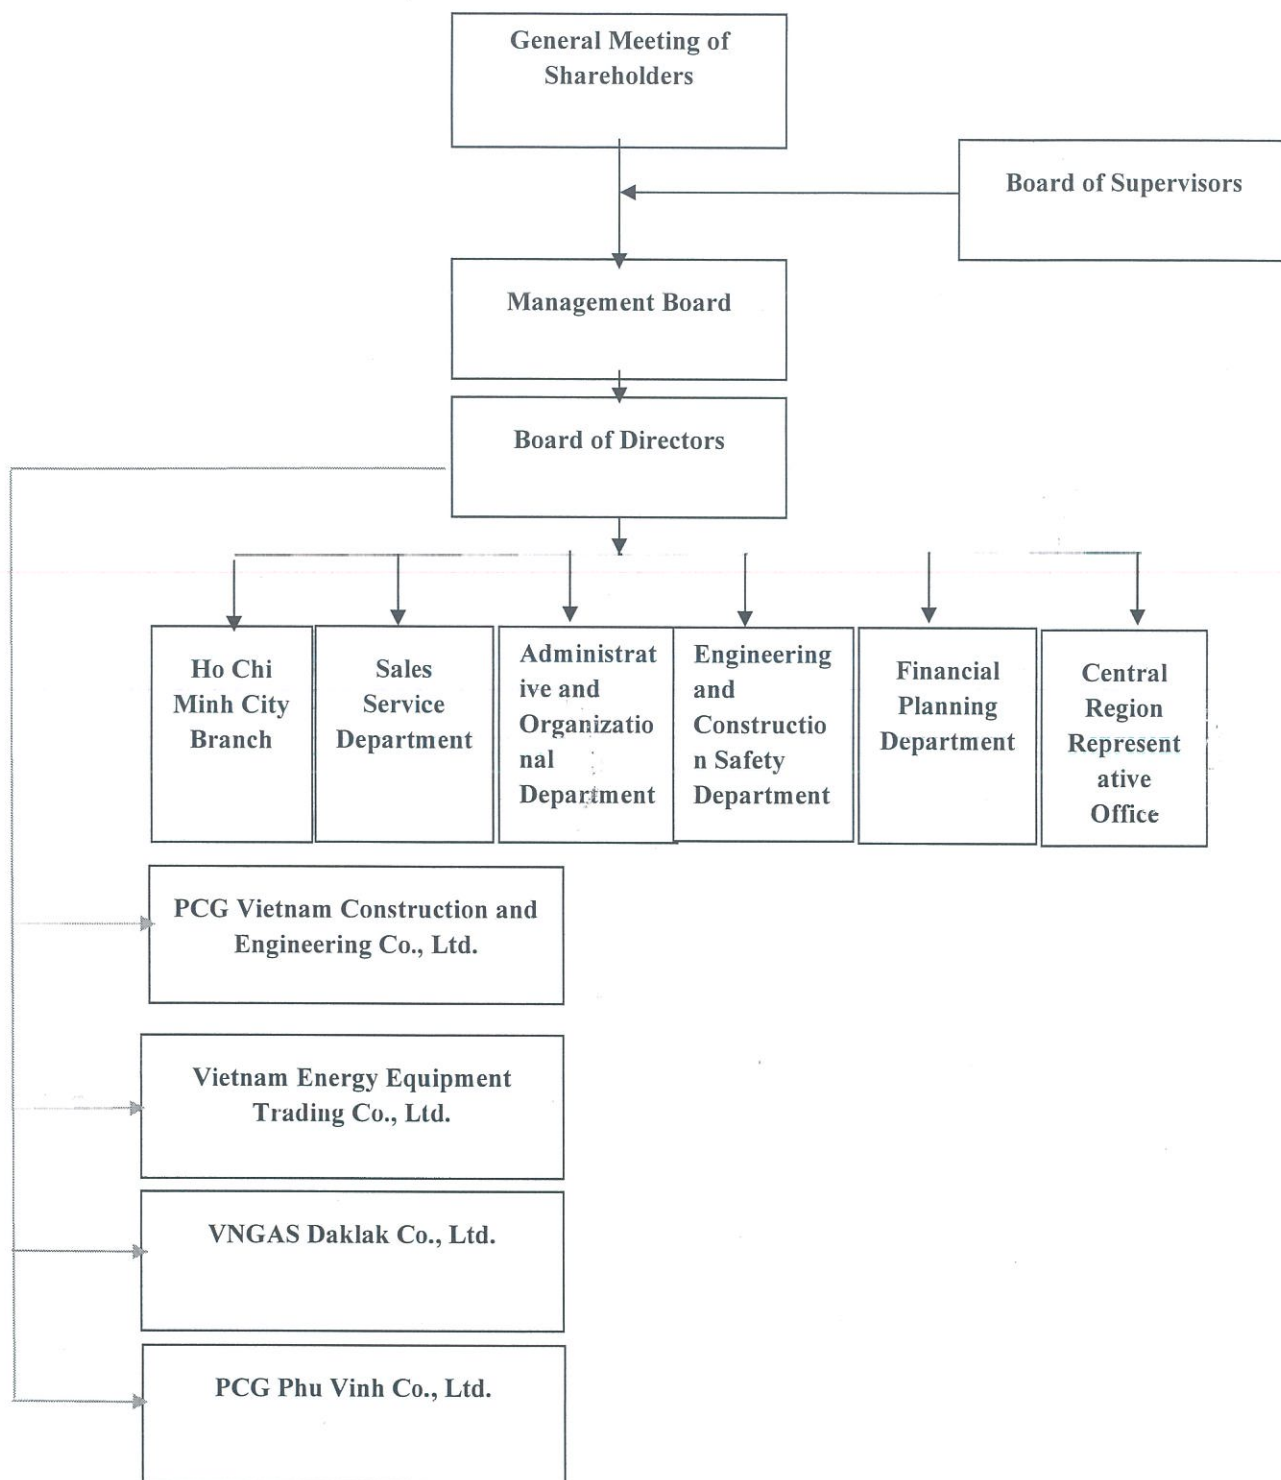 General Meeting of
Shareholders
Board of Supervisors
Management Board
Board of Directors
Ho Chi
Minh City
Branch
Sales
Service
Department
Administrat
ive and
Organizatio
nal
Department
Engineering
and
Constructio
n Safety
Department
Financial
Planning
Department
Central
Region
Represent
ative
Office
PCG Vietnam Construction and
Engineering Co., Ltd.
Vietnam Energy Equipment
Trading Co., Ltd.
VNGAS Daklak Co., Ltd.
PCG Phu Vinh Co., Ltd.